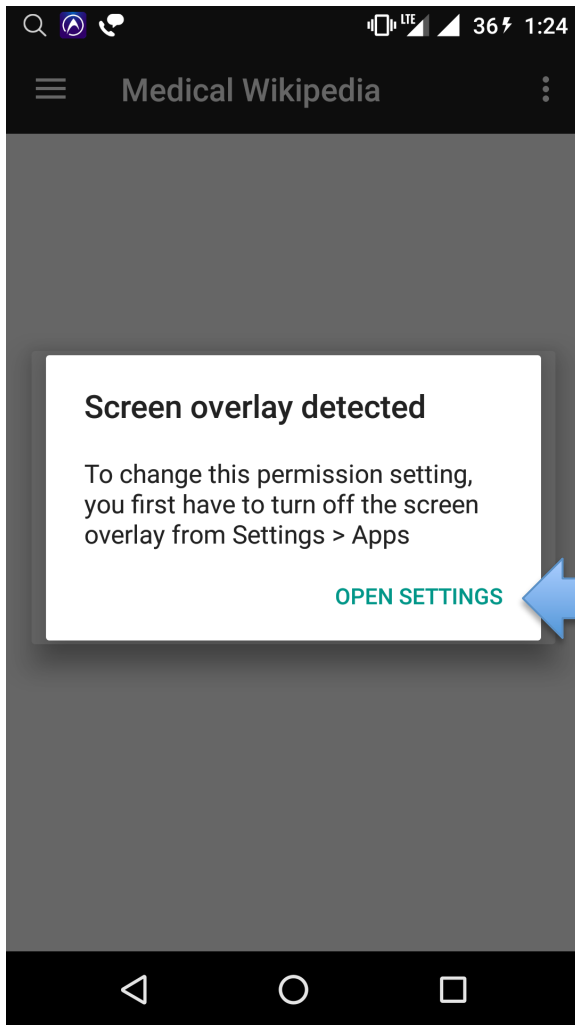 LTE 36 1:24
Medical Wikipedia
Screen overlay detected
To change this permission setting,
you first have to turn off the screen
overlay from Settings > Apps
OPEN SETTINGS